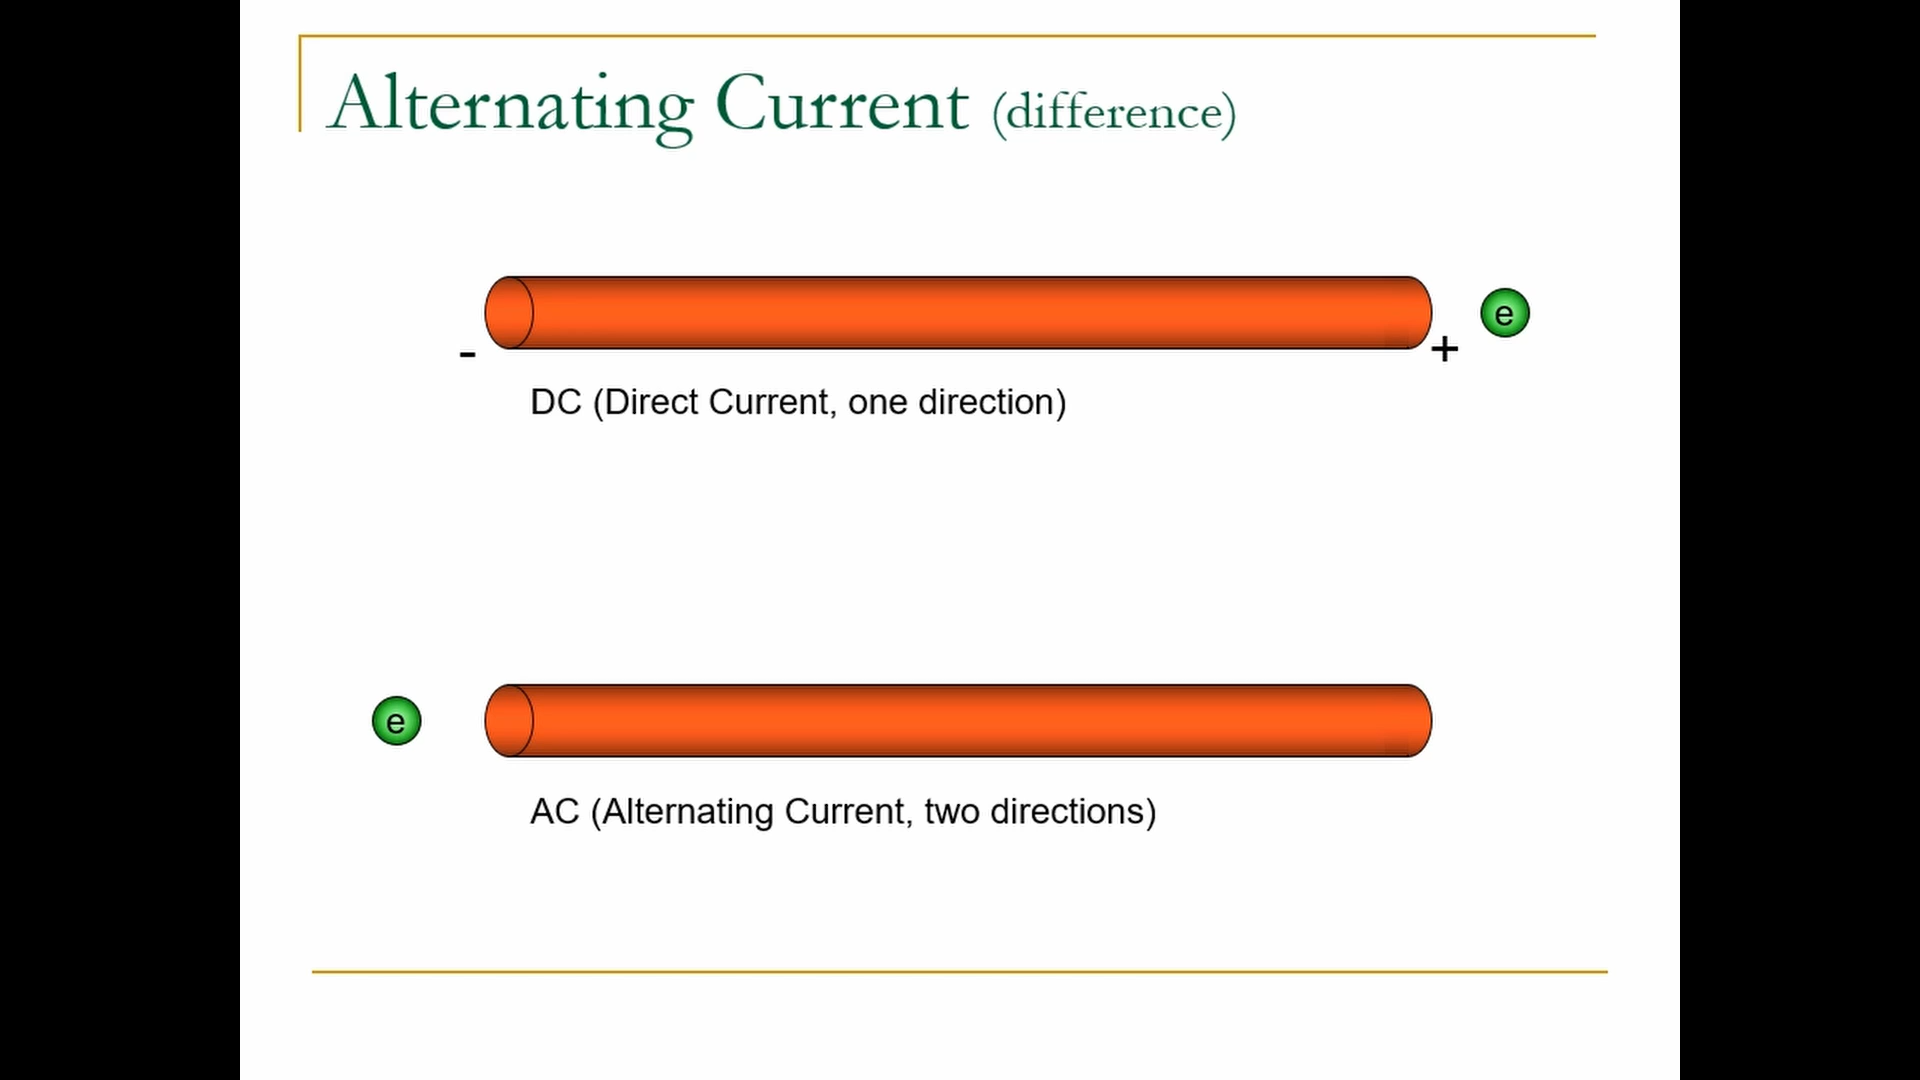 Alternating Current (difference)
e
- +
DC (Direct Current, one direction)
e
AC (Alternating Current, two directions)